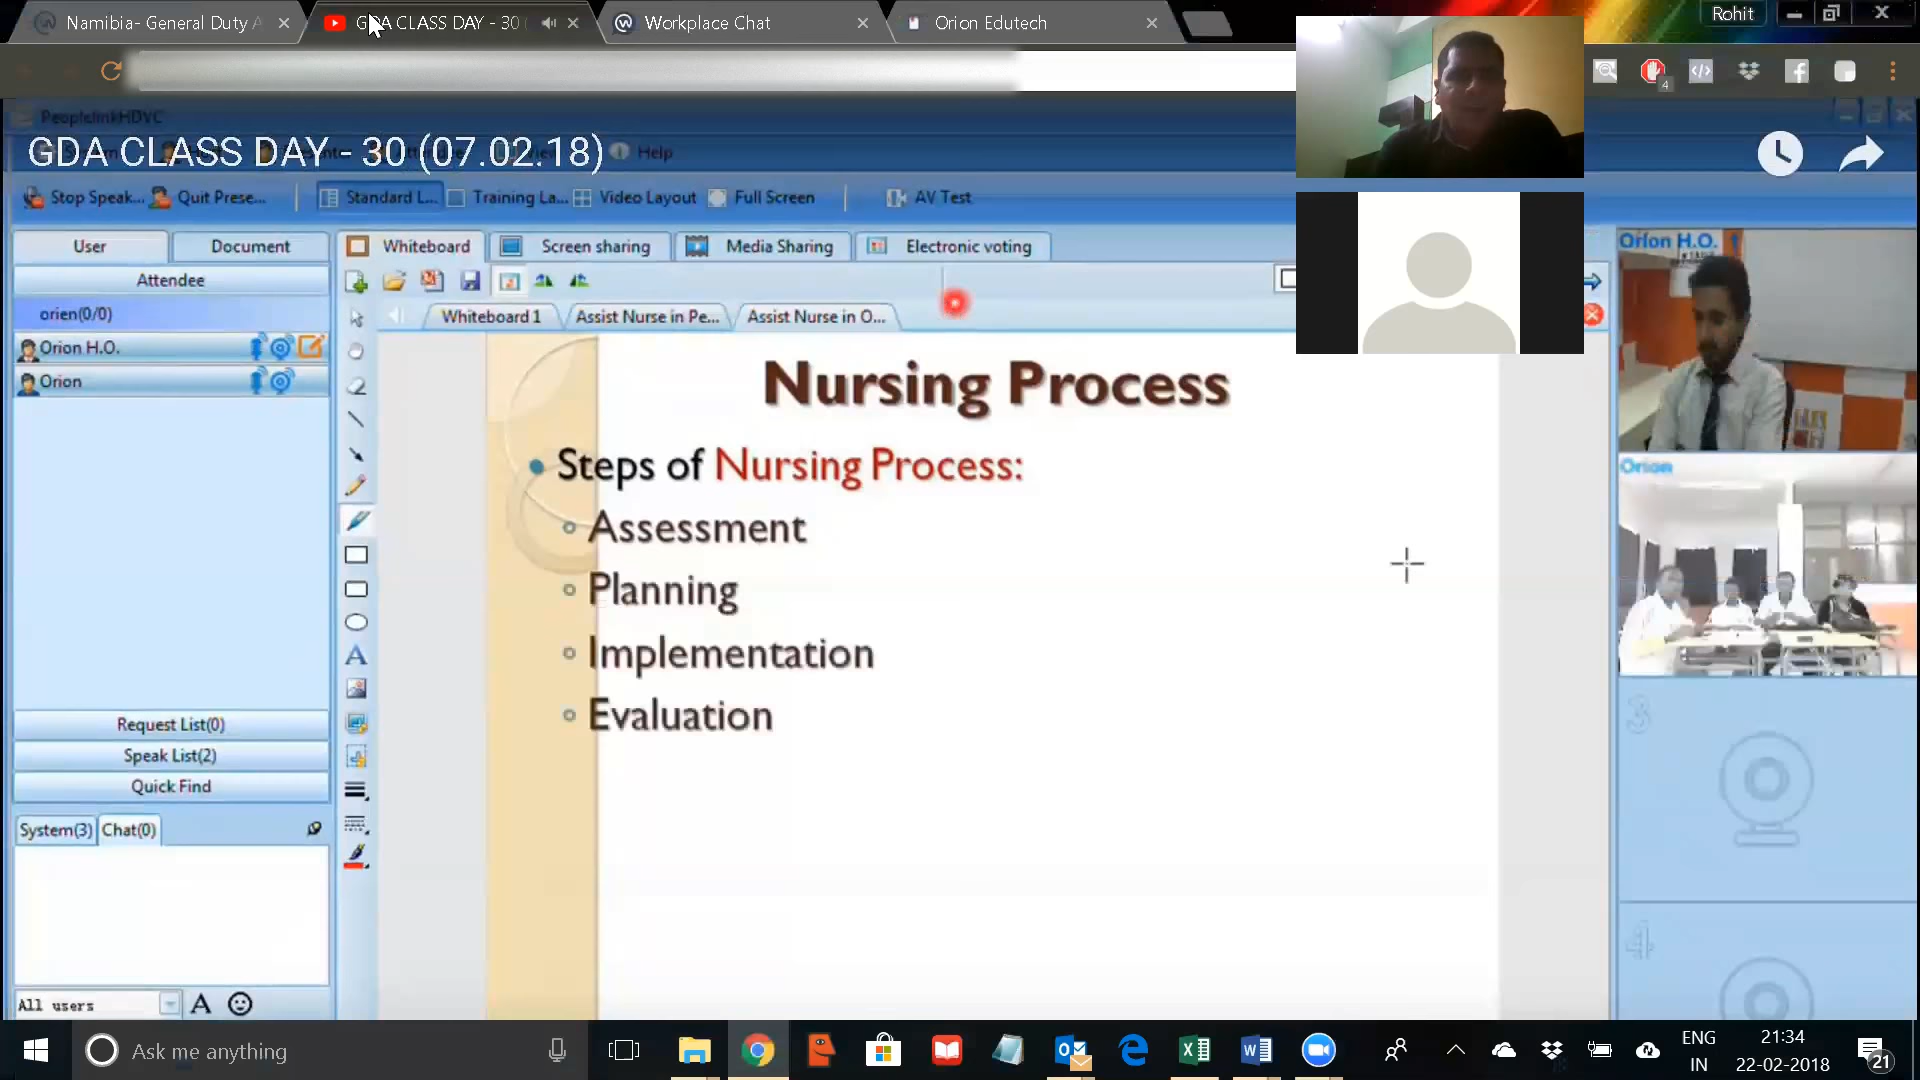 Namibia- General Duty A
GDA CLASS DAY - 30 (
Workplace Chat
Orion Edutech
Rohit
4
PeoplelinkHDVC
GDA CLASS DAY - 30 (07.02.18)
Help
Stop Speak...
Quit Prese...
Standard L...
Training La...
Video Layout
Full Screen
AV Test
User
Document
Whiteboard
Screen sharing
Media Sharing
Electronic voting
Orion H.O.
Attendee
orien(0/0)
Whiteboard 1
Assist Nurse in Pe...
Assist Nurse in O...
Orion H.O.
Orion
Nursing Process
Steps of Nursing Process:
Orion
Assessment
Planning
Implementation
Evaluation
3
Request List(0)
Speak List(2)
Quick Find
System(3)
Chat(0)
4
All users
Ask me anything
ENG
IN
21:34
22-02-2018
21